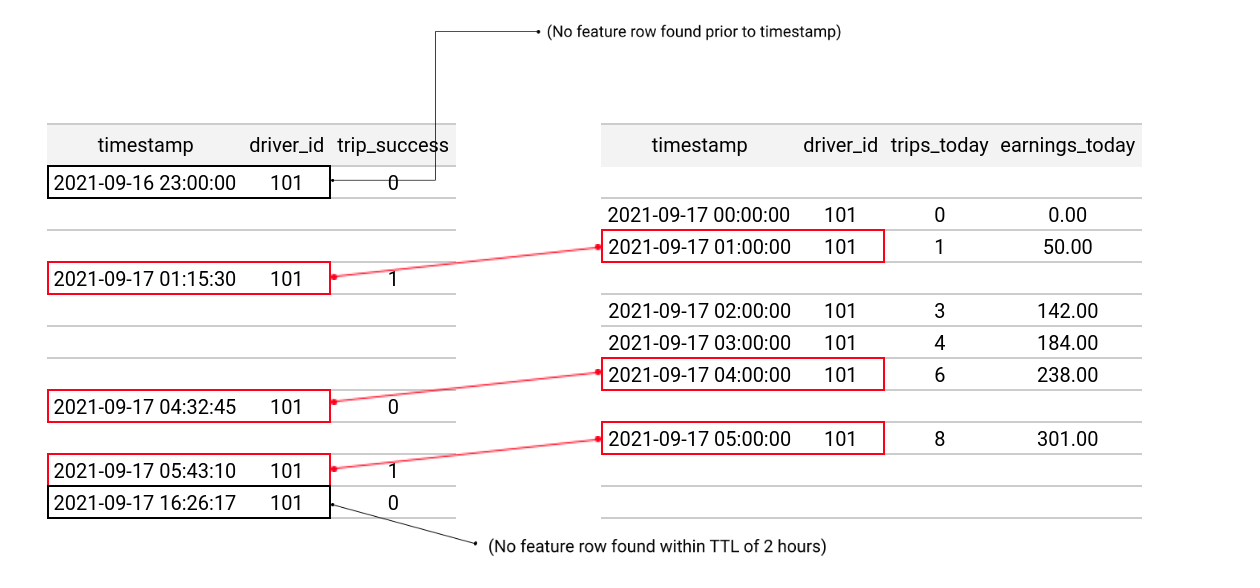 (No feature row found prior to timestamp)
timestamp driver_id trip_success
2021-09-16 23:00:00 101 0
2021-09-17 01:15:30 101 1
2021-09-17 04:32:45 101 0
2021-09-17 05:43:10 101 1
2021-09-17 16:26:17 101 0
timestamp driver_id trips_today earnings_today
2021-09-17 00:00:00 101 0 0.00
2021-09-17 01:00:00 101 1 50.00
2021-09-17 02:00:00 101 3 142.00
2021-09-17 03:00:00 101 4 184.00
2021-09-17 04:00:00 101 6 238.00
2021-09-17 05:00:00 101 8 301.00
(No feature row found within TTL of 2 hours)